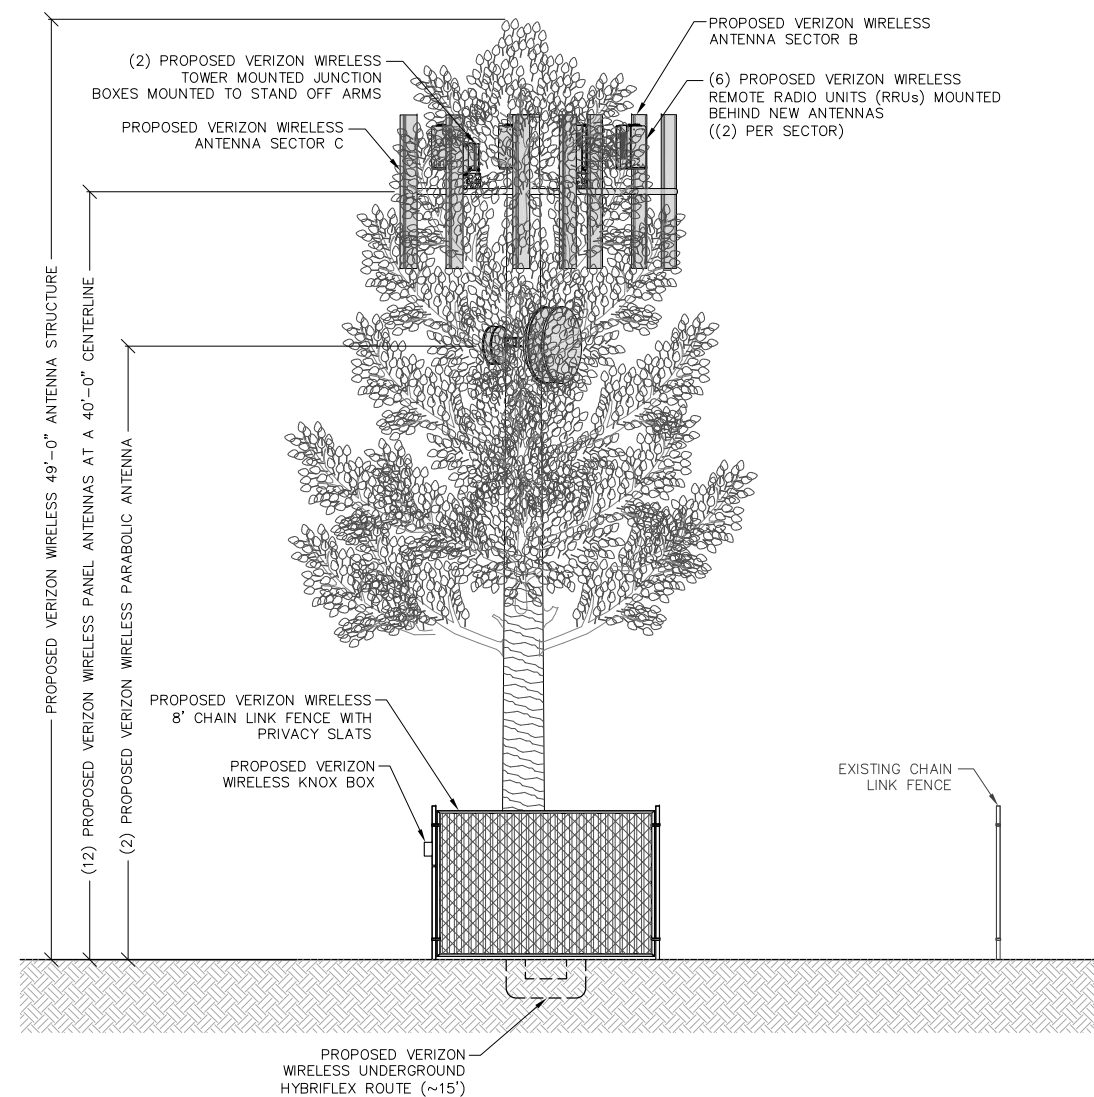 PROPOSED VERIZON WIRELESS
ANTENNA SECTOR B
(2) PROPOSED VERIZON WIRELESS
TOWER MOUNTED JUNCTION
BOXES MOUNTED TO STAND OFF ARMS
(6) PROPOSED VERIZON WIRELESS
REMOTE RADIO UNITS (RRUs) MOUNTED
BEHIND NEW ANTENNAS
((2) PER SECTOR)
PROPOSED VERIZON WIRELESS
ANTENNA SECTOR C
PROPOSED VERIZON WIRELESS 49'-0" ANTENNA STRUCTURE
(12) PROPOSED VERIZON WIRELESS PANEL ANTENNAS AT A 40'-0" CENTERLINE
(2) PROPOSED VERIZON WIRELESS PARABOLIC ANTENNA
PROPOSED VERIZON WIRELESS
8' CHAIN LINK FENCE WITH
PRIVACY SLATS
PROPOSED VERIZON
WIRELESS KNOX BOX
EXISTING CHAIN
LINK FENCE
PROPOSED VERIZON
WIRELESS UNDERGROUND
HYBRIFLEX ROUTE (~15')